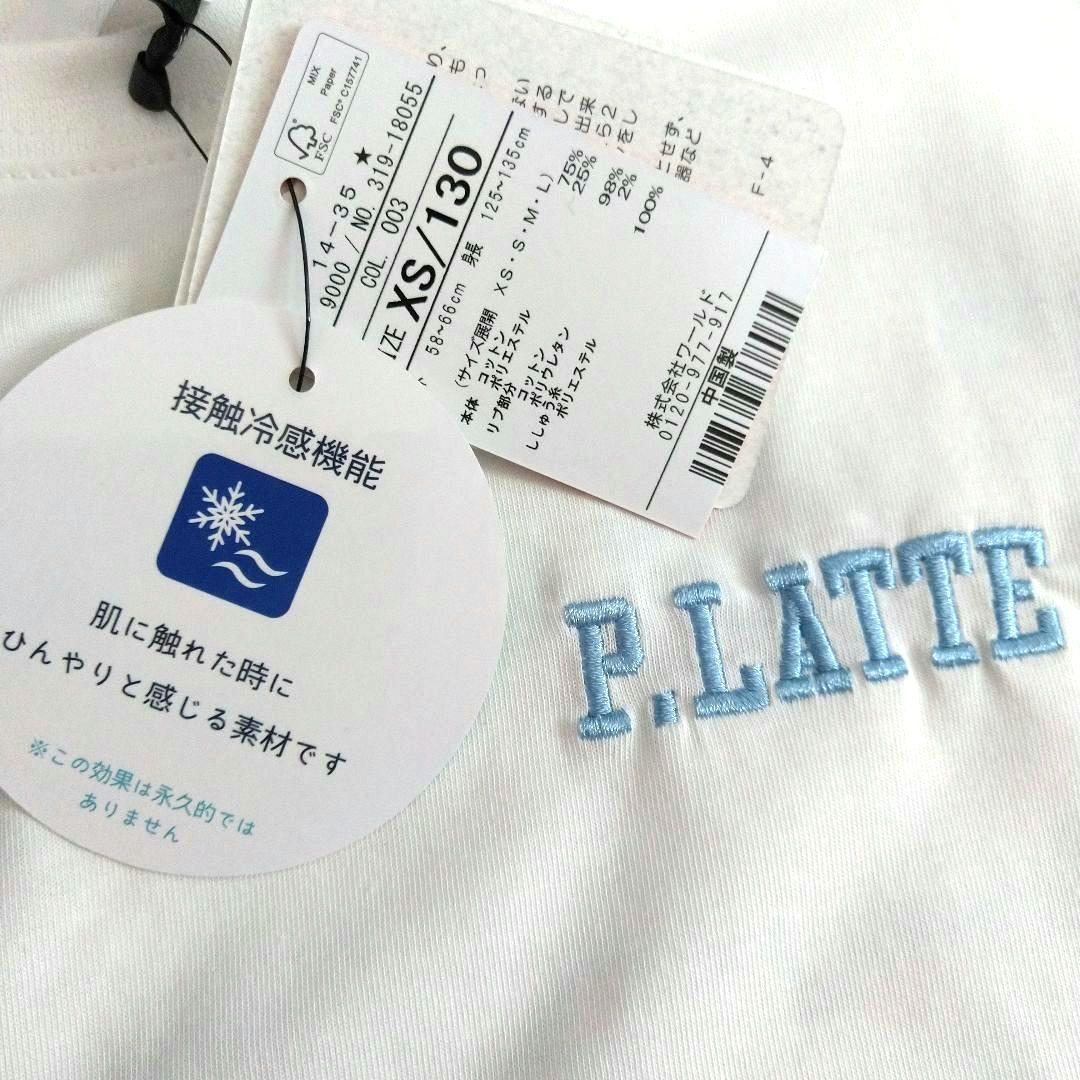 MIX
Paper
FSC
FSC® C157741
14-35 ★
9000 / NO. 319-18055
COL. 003
IZE XS/130
58~66cm 身長 125~135cm
(サイズ展開 XS・S・M・L)
本体 コットン 75%
ポリエステル 25%
リブ部分 コットン 98%
ポリウレタン 2%
ししゅう糸 ポリエステル 100%
株式会社ワールド
0120-977-917
中国製
F-4
接触冷感機能
肌に触れた時に
ひんやりと感じる素材です
※この効果は永久的では
ありません
P.LATTE